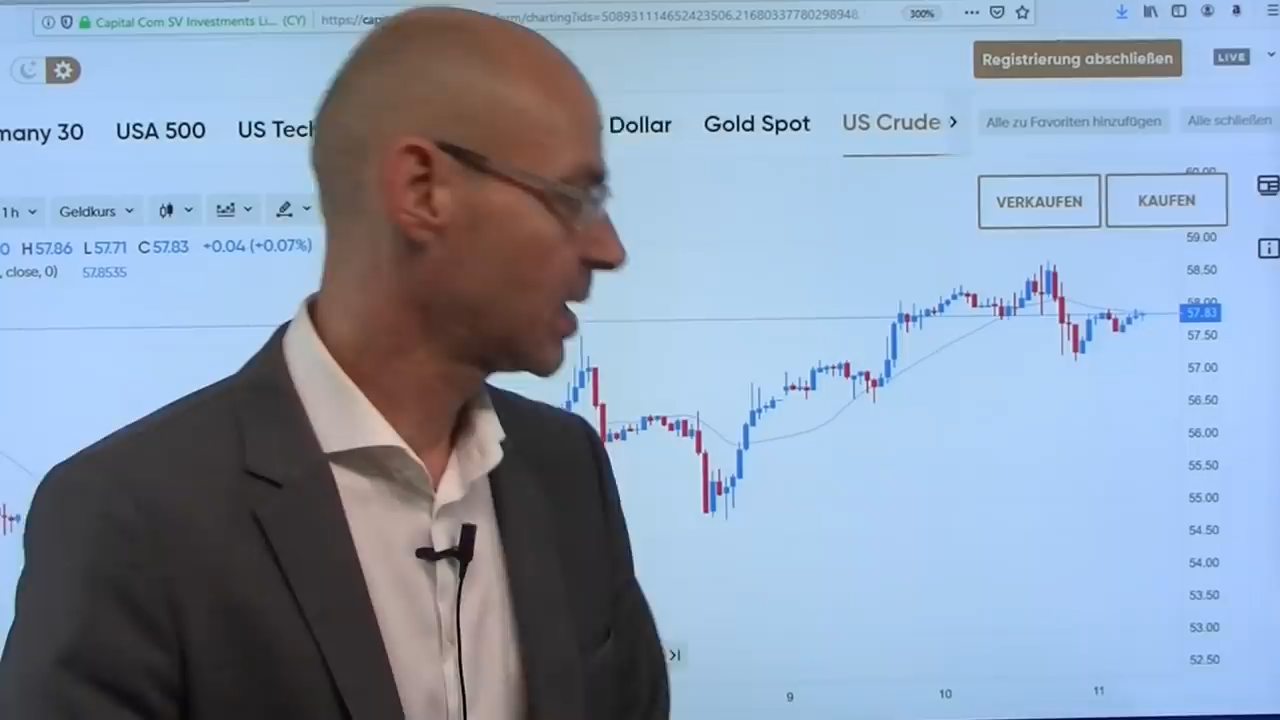 Capital Com SV Investments Li... (CY)
300%
Registrierung abschließen
LIVE
many 30
USA 500
US Tech
Dollar
Gold Spot
US Crude
Alle zu Favoriten hinzufügen
Alle schließen
60.00
VERKAUFEN
KAUFEN
1h
Geldkurs
H57.86 L57.71 C57.83 +0.04 (+0.07%)
, close, 0) 57.8535
59.00
58.50
58.00
57.83
57.50
57.00
56.50
56.00
55.50
55.00
54.50
54.00
53.50
53.00
52.50
9
10
11